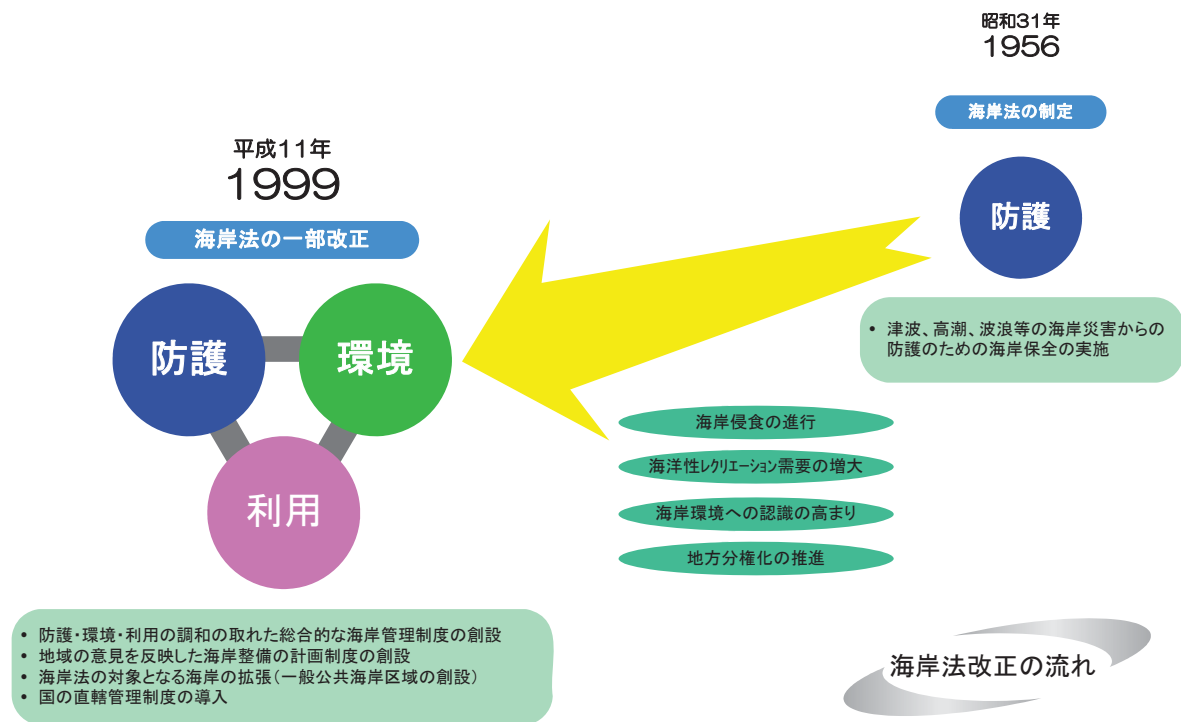 昭和31年
1956
海岸法の制定
防護
• 津波、高潮、波浪等の海岸災害からの
防護のための海岸保全の実施
平成11年
1999
海岸法の一部改正
防護
環境
利用
海岸侵食の進行
海洋性レクリエーション需要の増大
海岸環境への認識の高まり
地方分権化の推進
• 防護・環境・利用の調和の取れた総合的な海岸管理制度の創設
• 地域の意見を反映した海岸整備の計画制度の創設
• 海岸法の対象となる海岸の拡張（一般公共海岸区域の創設）
• 国の直轄管理制度の導入
海岸法改正の流れ